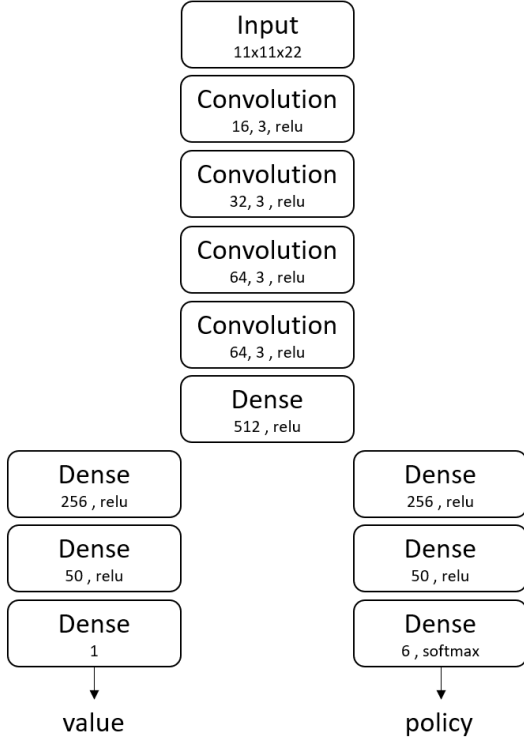 Input
11x11x22
Convolution
16, 3, relu
Convolution
32, 3 , relu
Convolution
64, 3 , relu
Convolution
64, 3 , relu
Dense
512 , relu
Dense
256 , relu
Dense
50 , relu
Dense
1
value
Dense
256 , relu
Dense
50 , relu
Dense
6 , softmax
policy